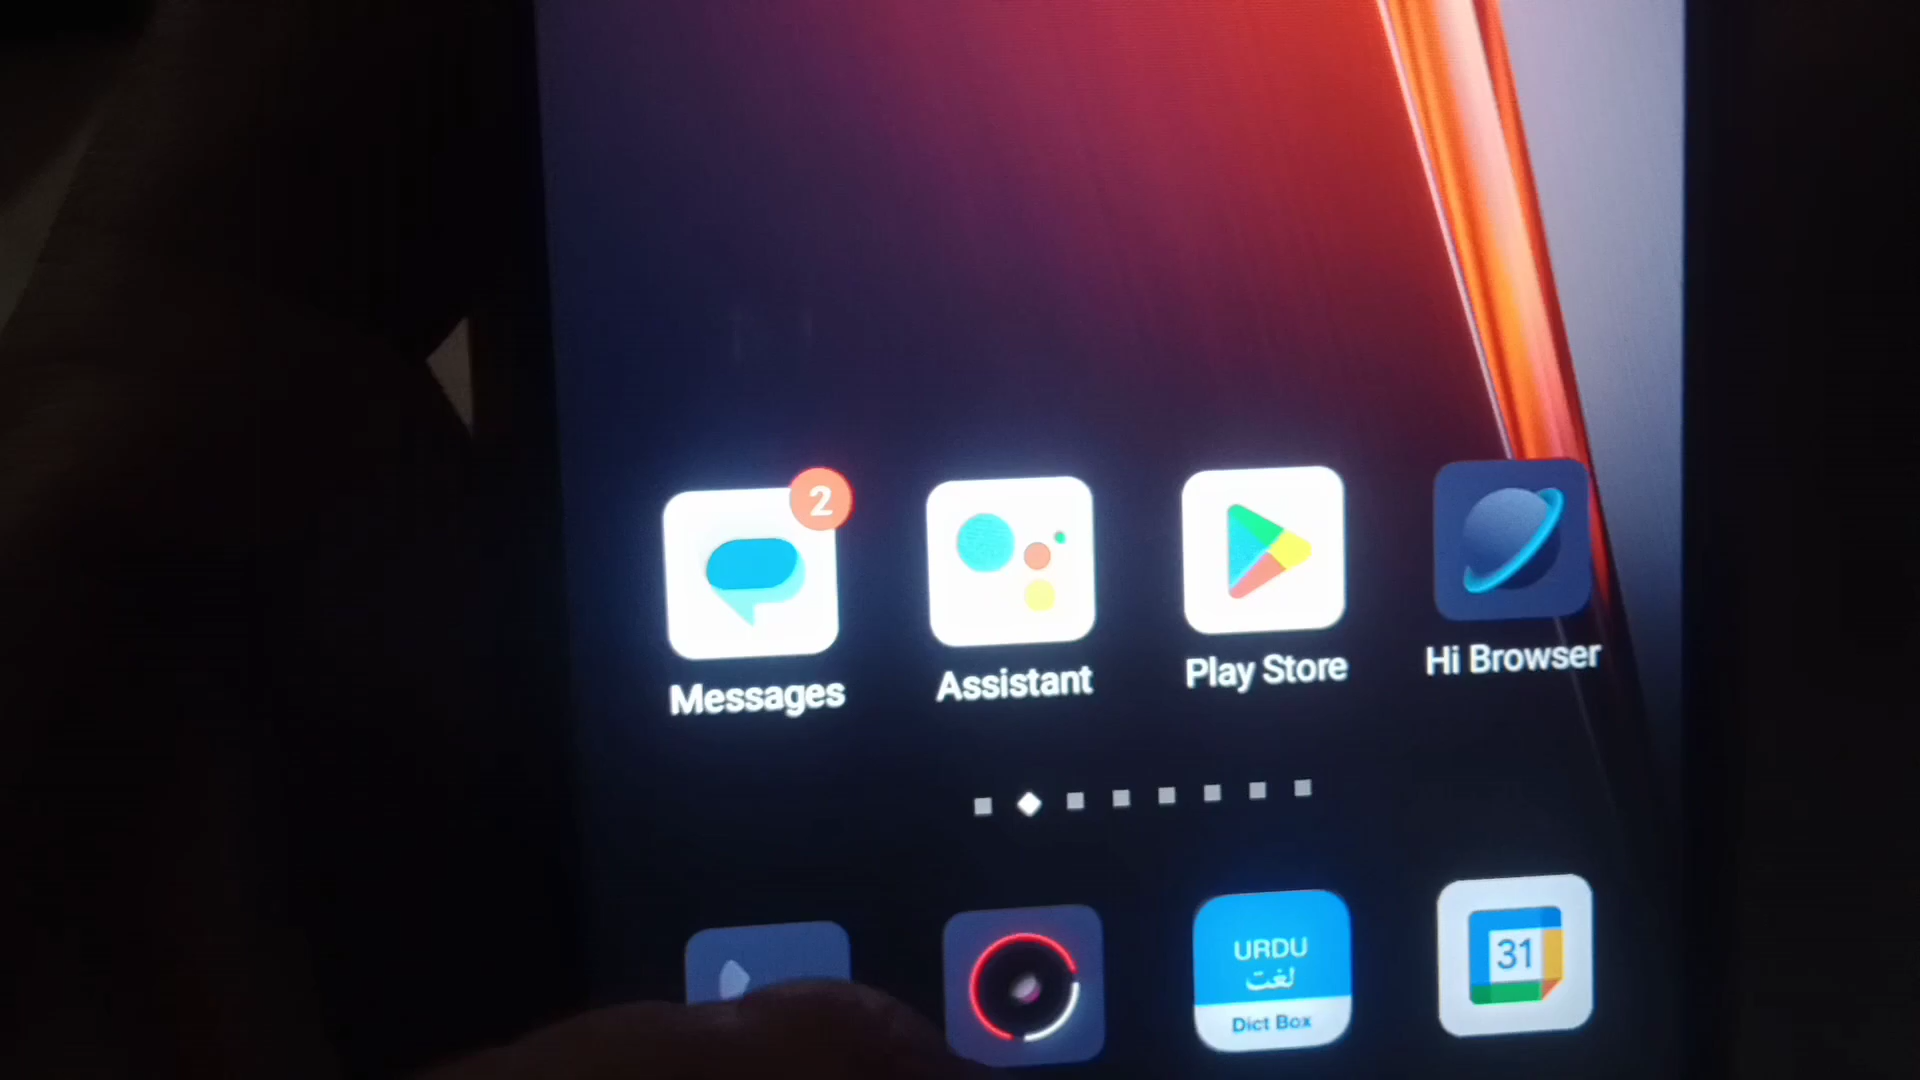 2
Messages
Assistant
Play Store
Hi Browser
URDU
لغت
Dict Box
31